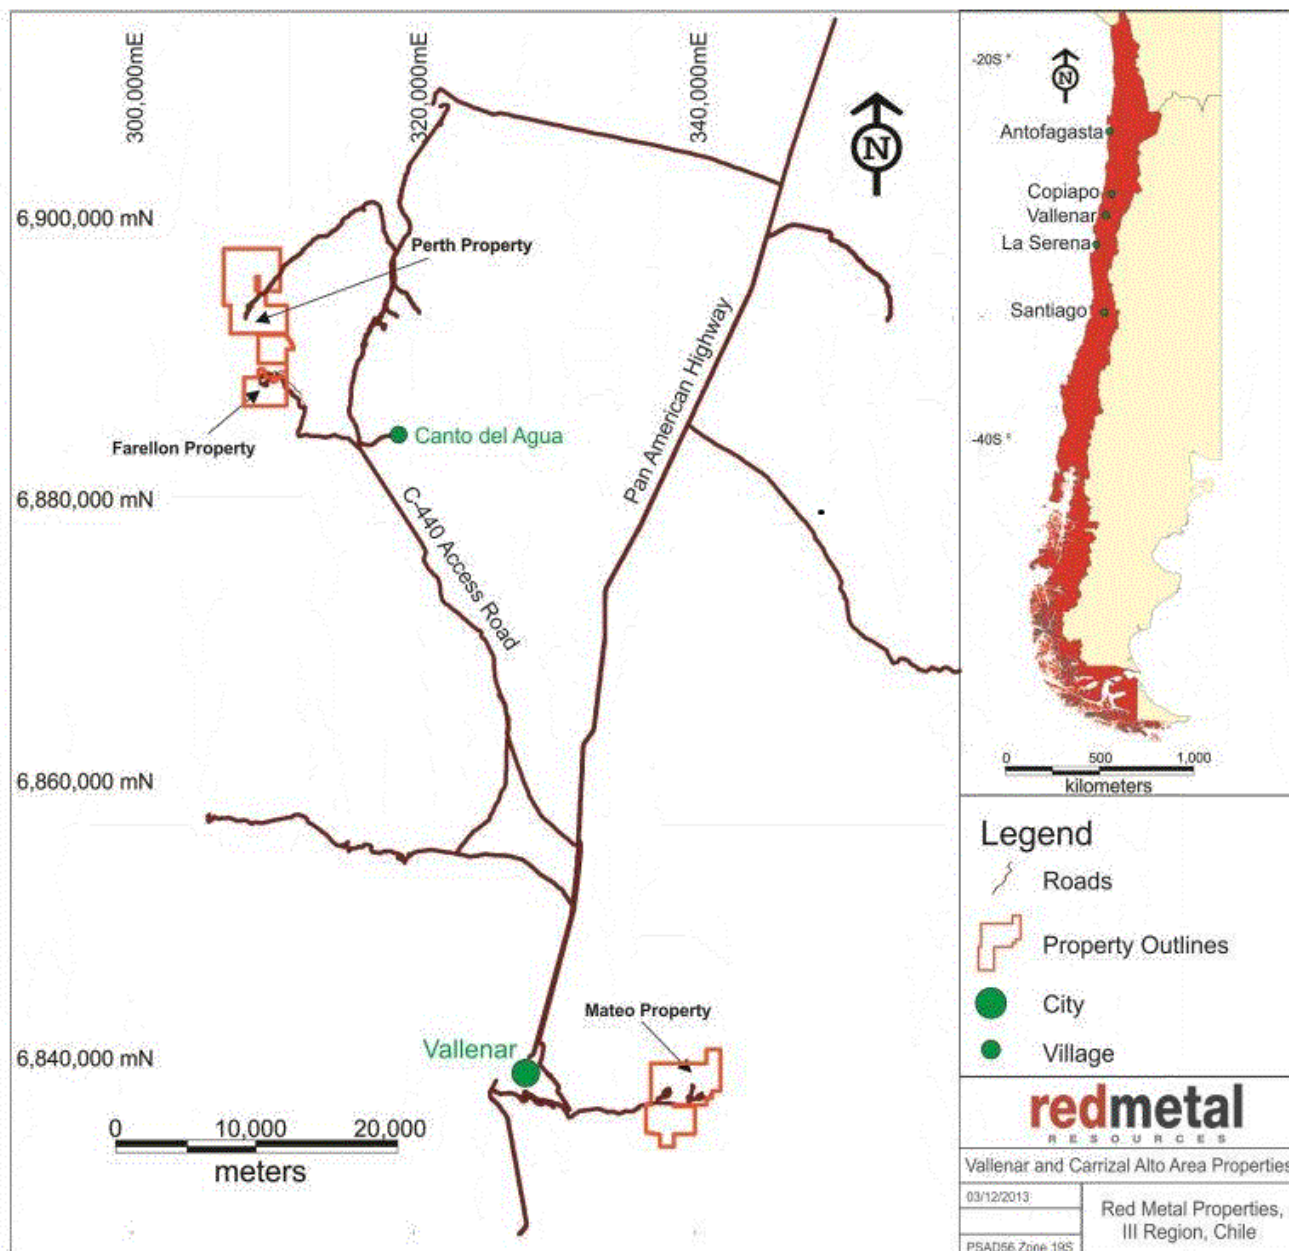 300,000mE
320,000mE
340,000mE
N
6,900,000 mN
Perth Property
Pan American Highway
Farellon Property
Canto del Agua
6,880,000 mN
C-440 Access Road
6,860,000 mN
Mateo Property
Vallenar
6,840,000 mN
0 10,000 20,000
meters
-20S °
N
Antofagasta
Copiapo
Vallenar
La Serena
Santiago
-40S °
0 500 1,000
kilometers
Legend
Roads
Property Outlines
City
Village
redmetal
RESOURCES
Vallenar and Carrizal Alto Area Properties
03/12/2013
Red Metal Properties,
III Region, Chile
PSAD56 Zone 19S